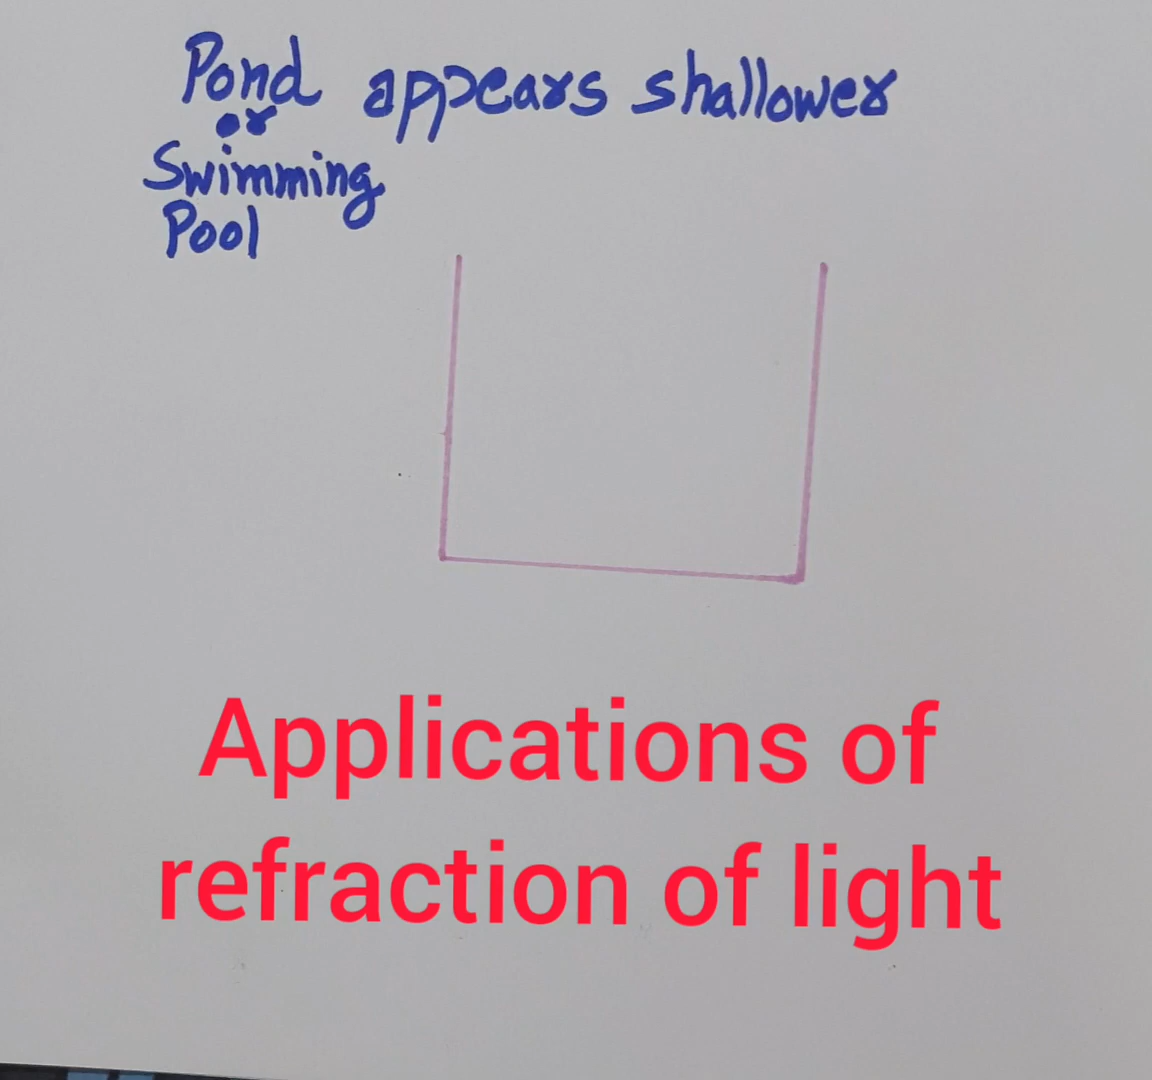 Pond appears shallower
or
Swimming
Pool
Applications of
refraction of light